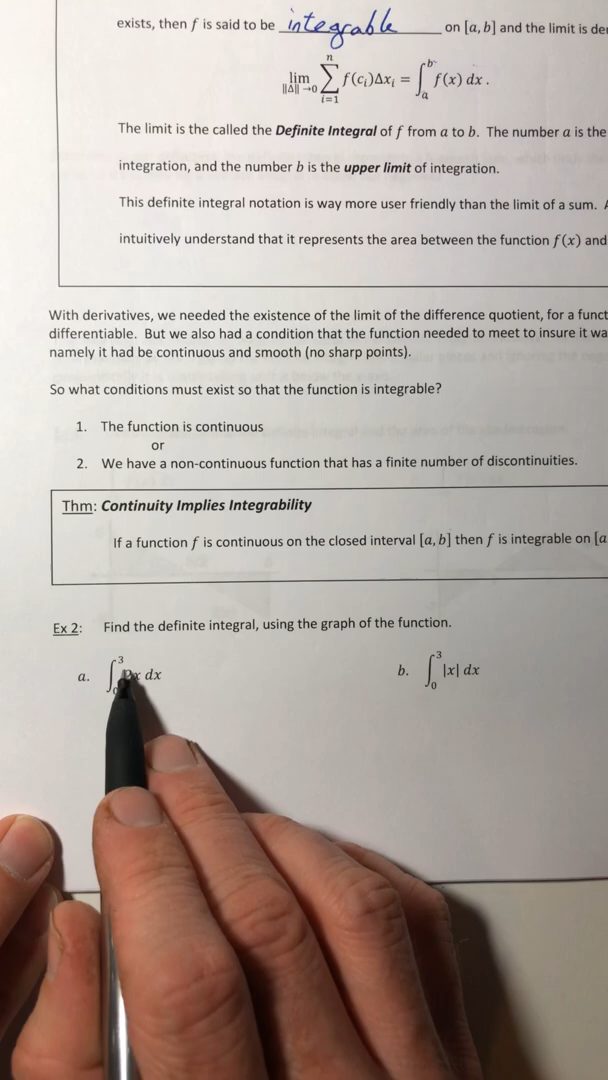 exists, then f is said to be integrable on [a, b] and the limit is
lim ‖Δ‖→0 n ∑ i=1 f(cᵢ)Δxᵢ = ∫ₐᵇ f(x) dx.
The limit is the called the Definite Integral of f from a to b. The number a is the
integration, and the number b is the upper limit of integration.
This definite integral notation is way more user friendly than the limit of a sum.
intuitively understand that it represents the area between the function f(x) and
With derivatives, we needed the existence of the limit of the difference quotient, for a
differentiable. But we also had a condition that the function needed to meet to insure it
namely it had be continuous and smooth (no sharp points).
So what conditions must exist so that the function is integrable?
1. The function is continuous
or
2. We have a non-continuous function that has a finite number of discontinuities.
Thm: Continuity Implies Integrability
If a function f is continuous on the closed interval [a, b] then f is integrable on [a
Ex 2: Find the definite integral, using the graph of the function.
a. ∫₀³ x dx b. ∫₀³ |x| dx